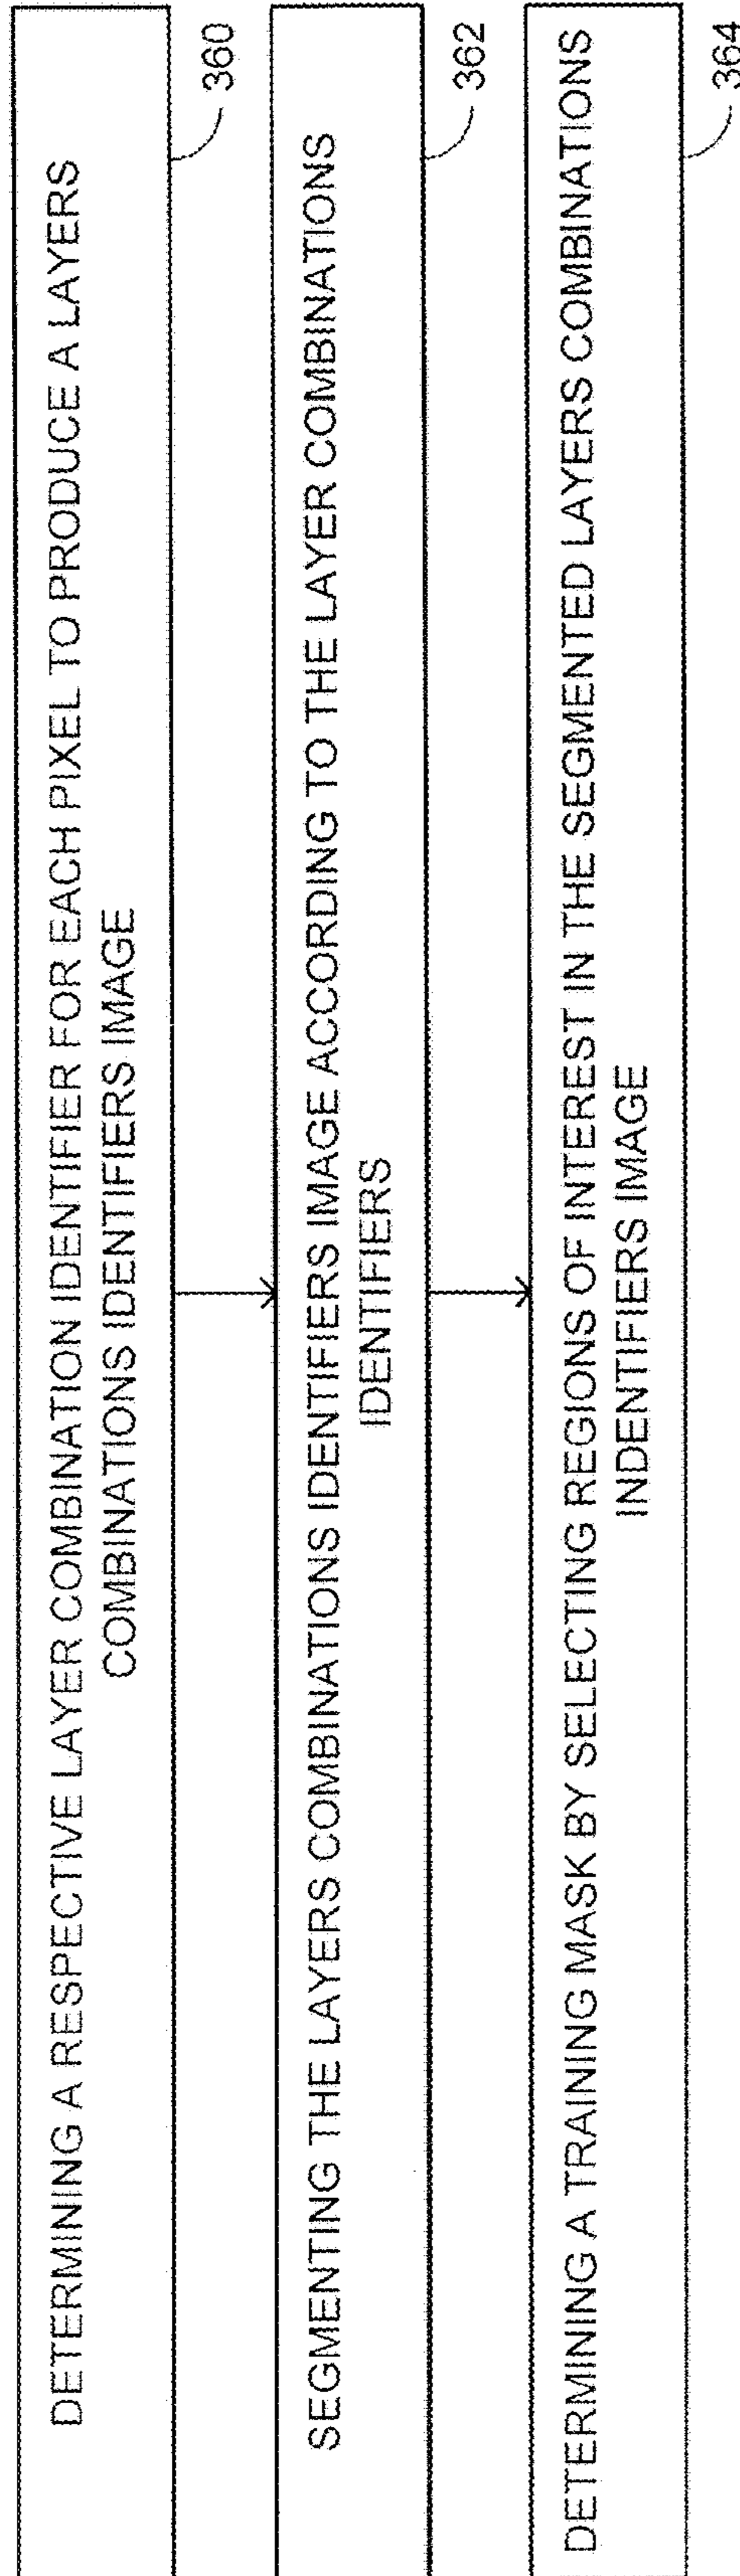 DETERMINING A RESPECTIVE LAYER COMBINATION IDENTIFIER FOR EACH PIXEL TO PRODUCE A LAYERS
COMBINATIONS IDENTIFIERS IMAGE
360
SEGMENTING THE LAYERS COMBINATIONS IDENTIFIERS IMAGE ACCORDING TO THE LAYER COMBINATIONS
IDENTIFIERS
362
DETERMINING A TRAINING MASK BY SELECTING REGIONS OF INTEREST IN THE SEGMENTED LAYERS COMBINATIONS
INDENTIFIERS IMAGE
364